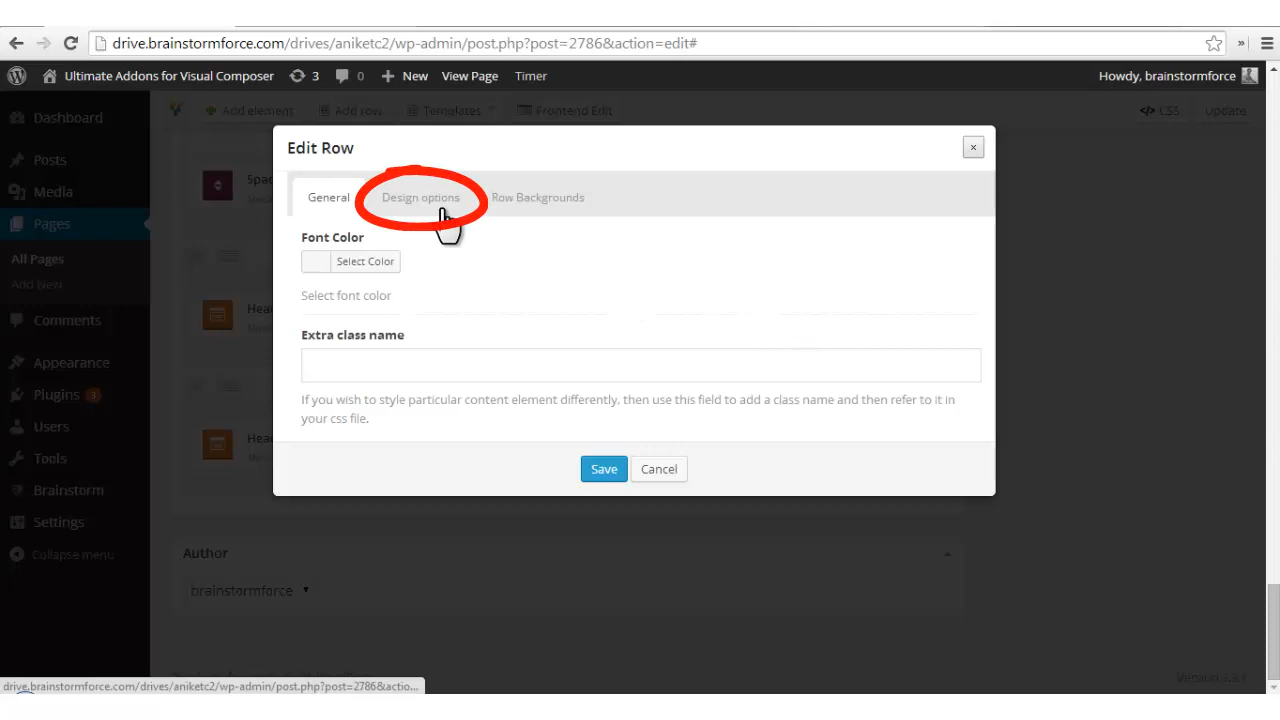 drive.brainstormforce.com/drives/aniketc2/wp-admin/post.php?post=2786&action=edit#
»
Ultimate Addons for Visual Composer 3 0 New View Page Timer Howdy, brainstormforce
Dashboard
Posts
Media
Pages
All Pages
Add New
Comments
Appearance
Plugins 3
Users
Tools
Brainstorm
Settings
Collapse menu
Add element Add row Templates Frontend Edit CSS Update
Edit Row ×
General Design options Row Backgrounds
Font Color
Select Color
Select font color
Extra class name
If you wish to style particular content element differently, then use this field to add a class name and then refer to it in
your css file.
Save Cancel
Author
brainstormforce
drive.brainstormforce.com/drives/aniketc2/wp-admin/post.php?post=2786&actio...